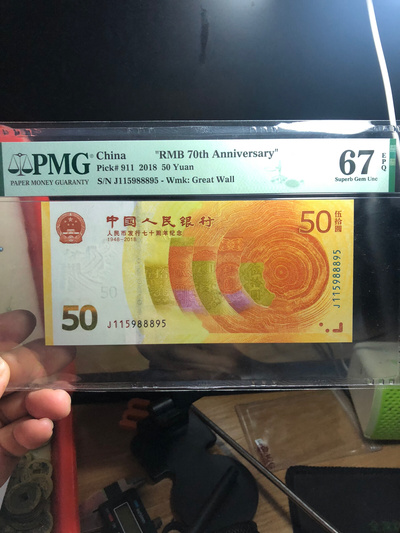 PMG
PAPER MONEY GUARANTY
China "RMB 70th Anniversary"
Pick# 911 2018 50 Yuan
S/N J115988895 - Wmk: Great Wall
67 EPQ
Superb Gem Unc
中国人民银行
人民币发行七十周年纪念
1948-2018
50 伍拾圆
J115988895
50
J115988895